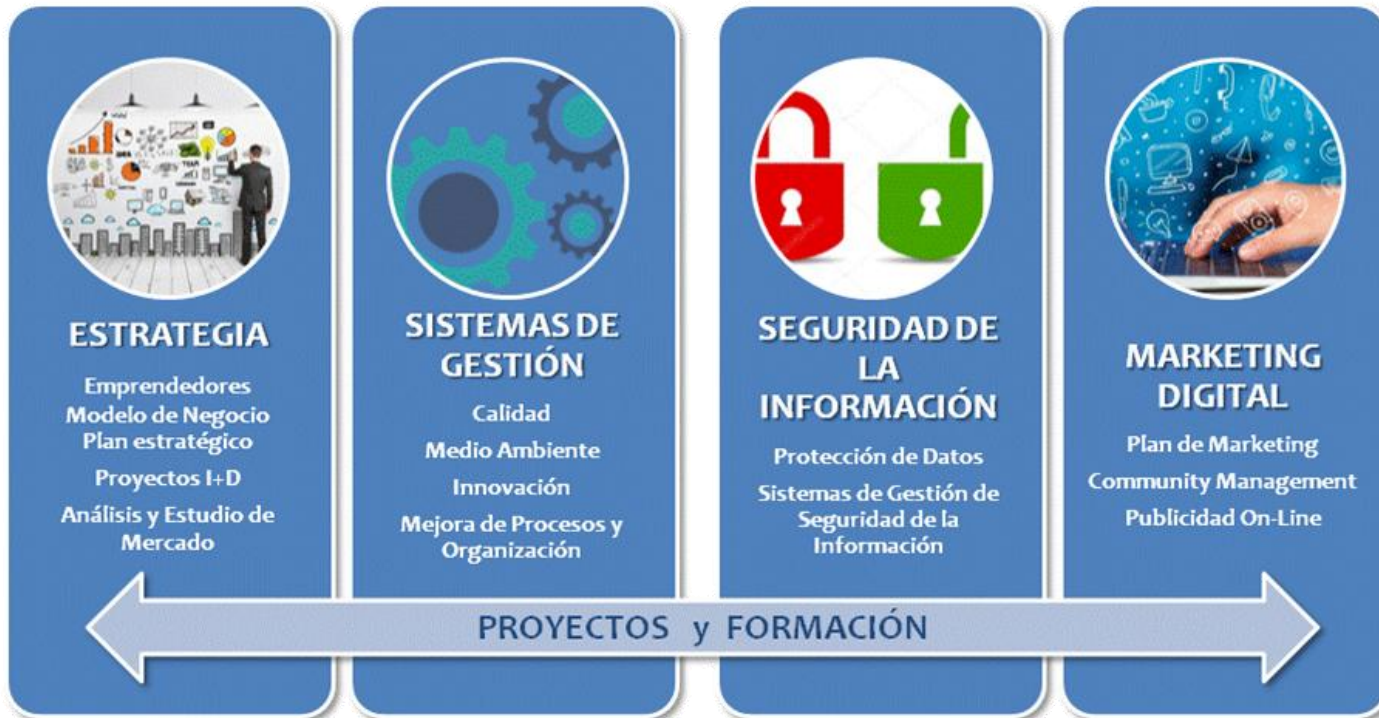 ESTRATEGIA
Emprendedores
Modelo de Negocio
Plan estratégico
Proyectos I+D
Análisis y Estudio de
Mercado
SISTEMAS DE
GESTIÓN
Calidad
Medio Ambiente
Innovación
Mejora de Procesos y
Organización
SEGURIDAD DE
LA
INFORMACIÓN
Protección de Datos
Sistemas de Gestión de
Seguridad de la
Información
MARKETING
DIGITAL
Plan de Marketing
Community Management
Publicidad On-Line
PROYECTOS y FORMACIÓN